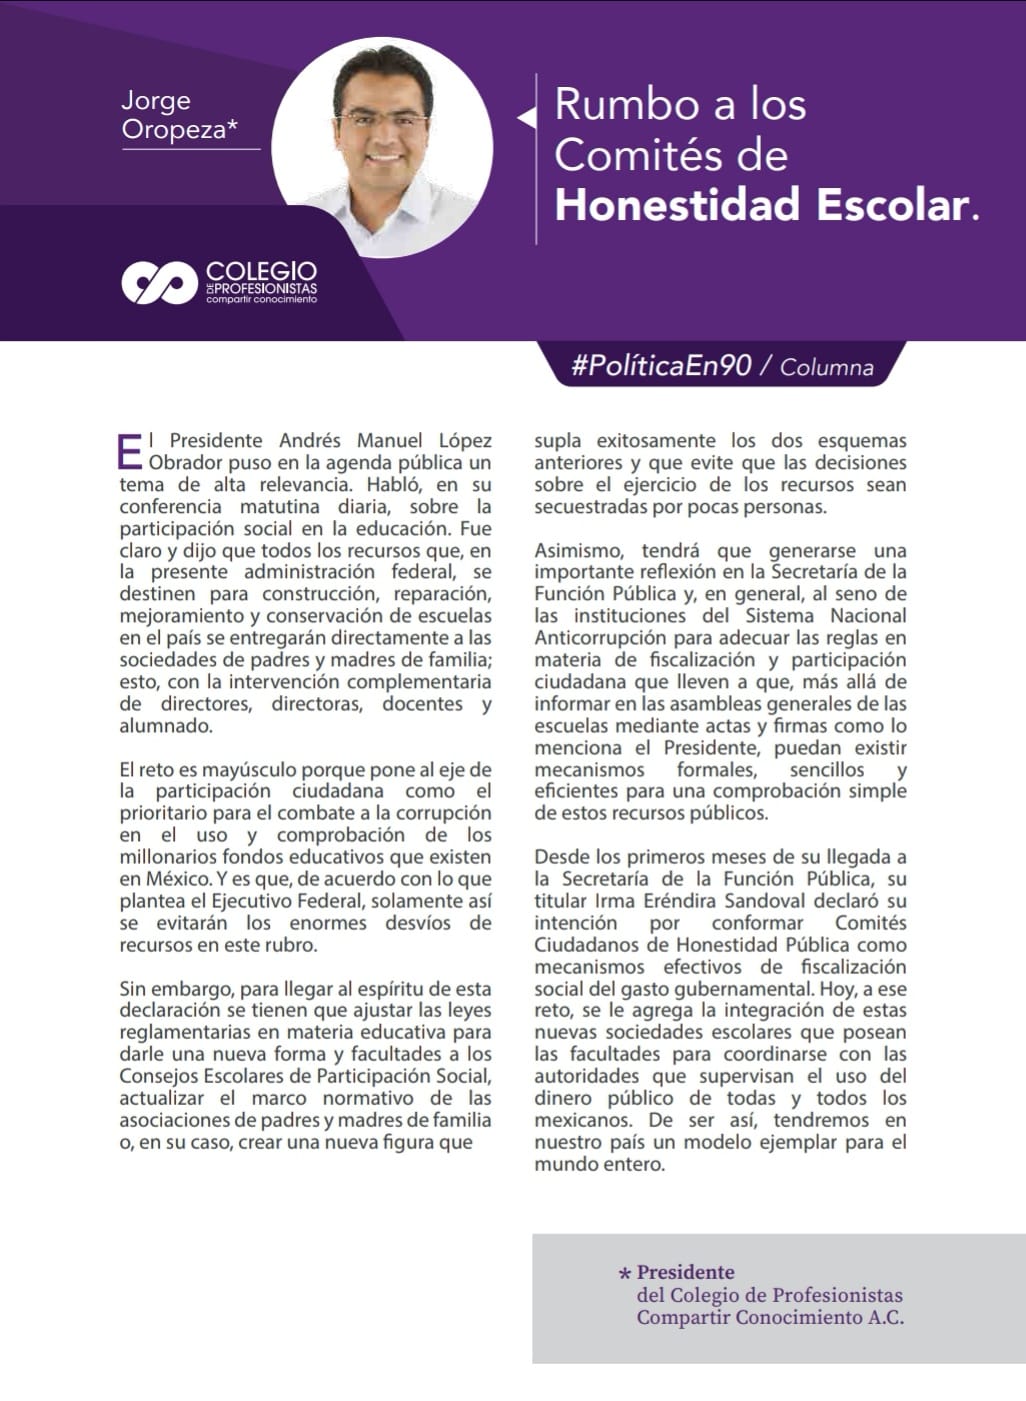 Jorge
Oropeza*
Rumbo a los
Comités de
Honestidad Escolar.
COLEGIO
DE PROFESIONISTAS
compartir conocimiento
#PolíticaEn90 / Columna
El Presidente Andrés Manuel López
Obrador puso en la agenda pública un
tema de alta relevancia. Habló, en su
conferencia matutina diaria, sobre la
participación social en la educación. Fue
claro y dijo que todos los recursos que, en
la presente administración federal, se
destinen para construcción, reparación,
mejoramiento y conservación de escuelas
en el país se entregarán directamente a las
sociedades de padres y madres de familia;
esto, con la intervención complementaria
de directores, directoras, docentes y
alumnado.
El reto es mayúsculo porque pone al eje de
la participación ciudadana como el
prioritario para el combate a la corrupción
en el uso y comprobación de los
millonarios fondos educativos que existen
en México. Y es que, de acuerdo con lo que
plantea el Ejecutivo Federal, solamente así
se evitarán los enormes desvíos de
recursos en este rubro.
Sin embargo, para llegar al espíritu de esta
declaración se tienen que ajustar las leyes
reglamentarias en materia educativa para
darle una nueva forma y facultades a los
Consejos Escolares de Participación Social,
actualizar el marco normativo de las
asociaciones de padres y madres de familia
o, en su caso, crear una nueva figura que
supla exitosamente los dos esquemas
anteriores y que evite que las decisiones
sobre el ejercicio de los recursos sean
secuestradas por pocas personas.
Asimismo, tendrá que generarse una
importante reflexión en la Secretaría de la
Función Pública y, en general, al seno de
las instituciones del Sistema Nacional
Anticorrupción para adecuar las reglas en
materia de fiscalización y participación
ciudadana que lleven a que, más allá de
informar en las asambleas generales de las
escuelas mediante actas y firmas como lo
menciona el Presidente, puedan existir
mecanismos formales, sencillos y
eficientes para una comprobación simple
de estos recursos públicos.
Desde los primeros meses de su llegada a
la Secretaría de la Función Pública, su
titular Irma Eréndira Sandoval declaró su
intención por conformar Comités
Ciudadanos de Honestidad Pública como
mecanismos efectivos de fiscalización
social del gasto gubernamental. Hoy, a ese
reto, se le agrega la integración de estas
nuevas sociedades escolares que posean
las facultades para coordinarse con las
autoridades que supervisan el uso del
dinero público de todas y todos los
mexicanos. De ser así, tendremos en
nuestro país un modelo ejemplar para el
mundo entero.
* Presidente
del Colegio de Profesionistas
Compartir Conocimiento A.C.